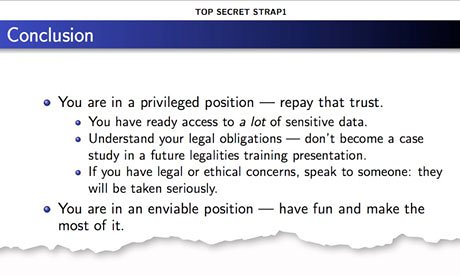 TOP SECRET STRAP1
Conclusion
You are in a privileged position — repay that trust.
You have ready access to a lot of sensitive data.
Understand your legal obligations — don't become a case
study in a future legalities training presentation.
If you have legal or ethical concerns, speak to someone: they
will be taken seriously.
You are in an enviable position — have fun and make the
most of it.